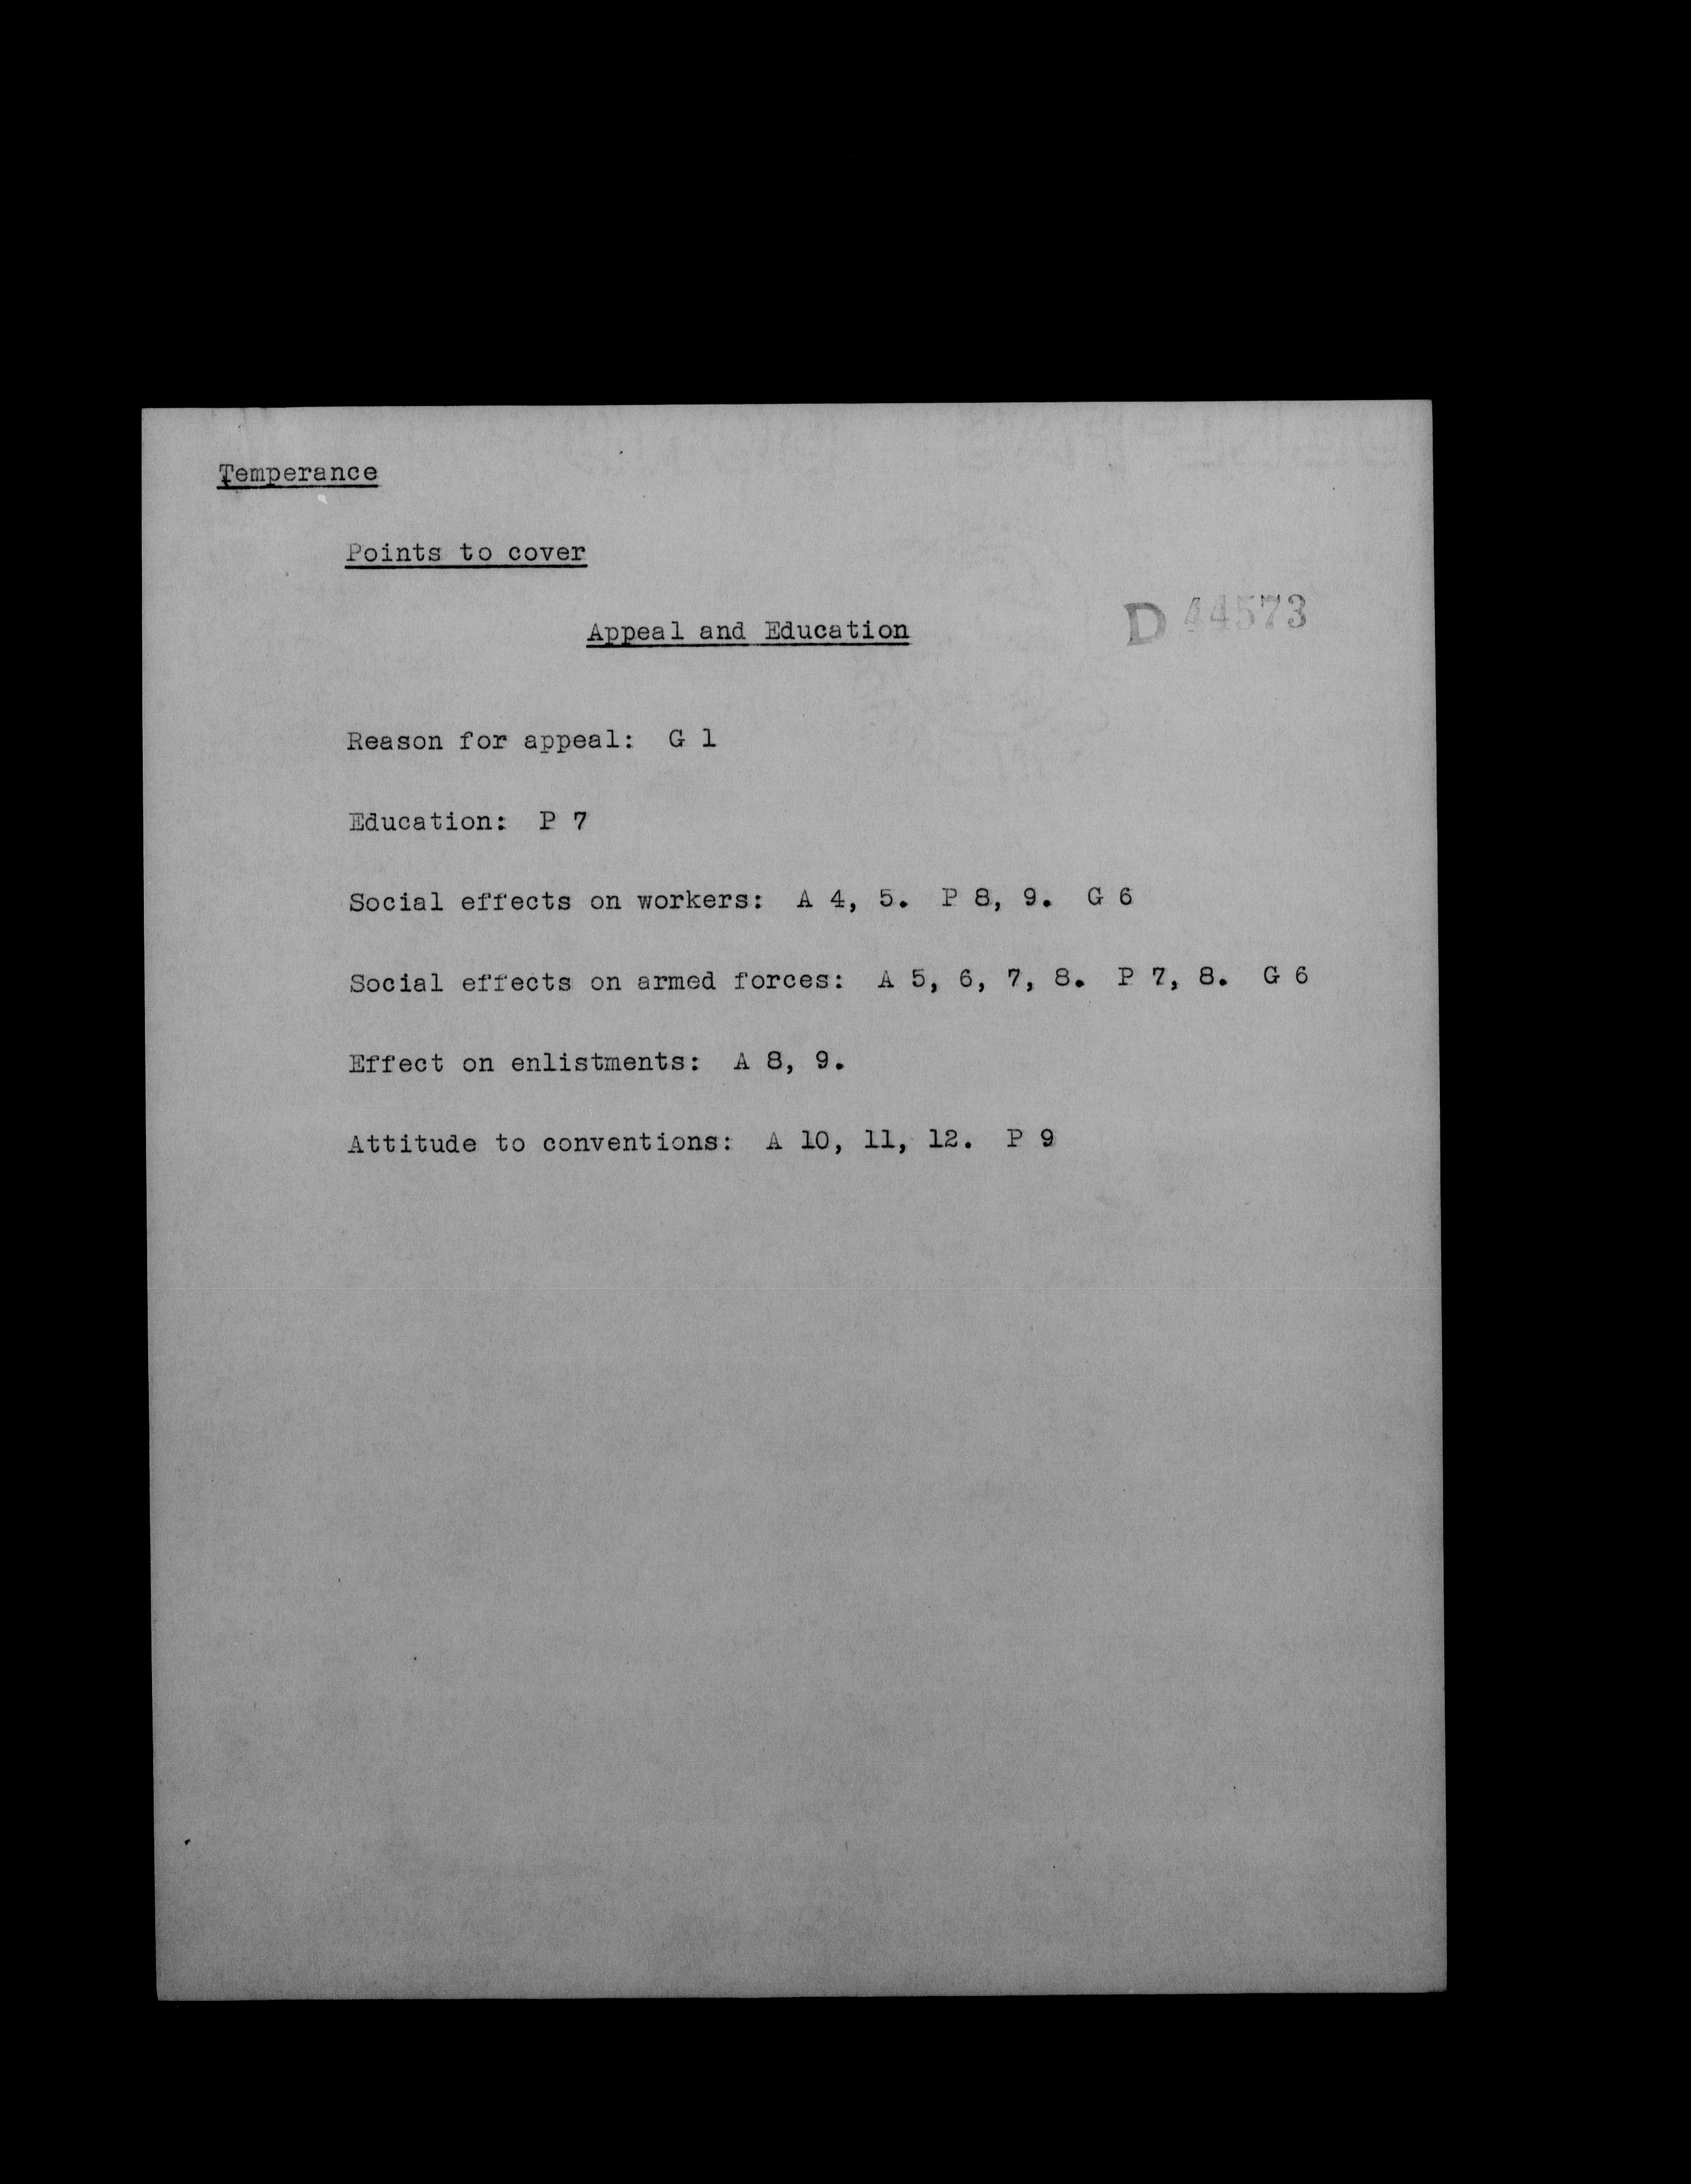 Temperance
Points to cover
Appeal and Education
D 44573
Reason for appeal: G 1
Education: P 7
Social effects on workers: A 4, 5. P 8, 9. G 6
Social effects on armed forces: A 5, 6, 7, 8. P 7, 8. G 6
Effect on enlistments: A 8, 9.
Attitude to conventions: A 10, 11, 12. P 9